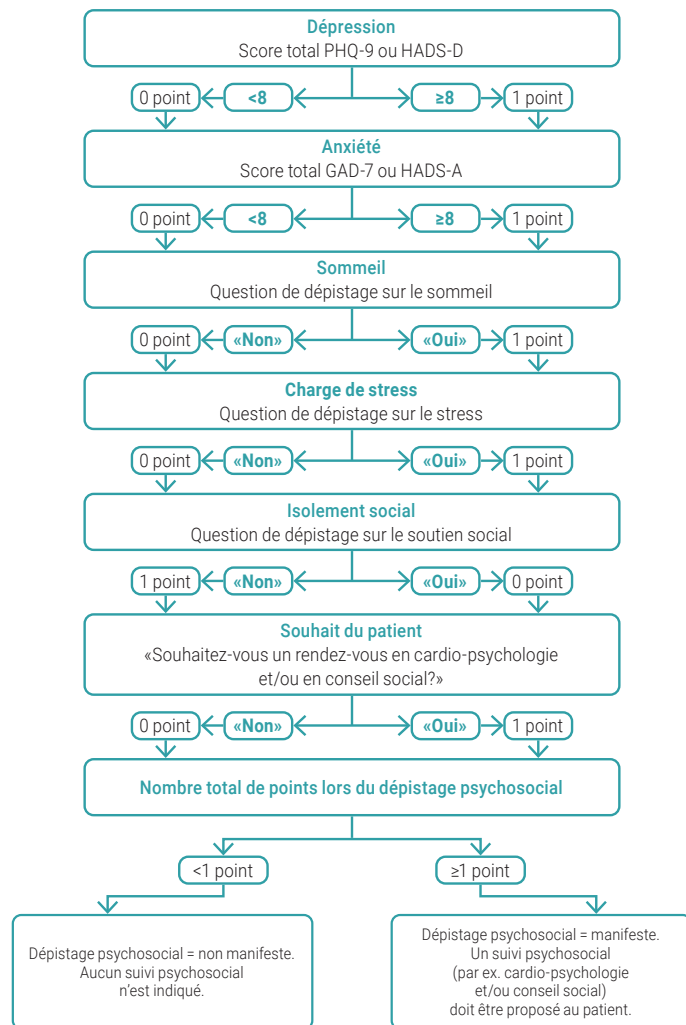 Dépression
Score total PHQ-9 ou HADS-D
0 point <8 ≥8 1 point
Anxiété
Score total GAD-7 ou HADS-A
0 point <8 ≥8 1 point
Sommeil
Question de dépistage sur le sommeil
0 point «Non» «Oui» 1 point
Charge de stress
Question de dépistage sur le stress
0 point «Non» «Oui» 1 point
Isolement social
Question de dépistage sur le soutien social
1 point «Non» «Oui» 0 point
Souhait du patient
«Souhaitez-vous un rendez-vous en cardio-psychologie
et/ou en conseil social?»
0 point «Non» «Oui» 1 point
Nombre total de points lors du dépistage psychosocial
<1 point ≥1 point
Dépistage psychosocial = non manifeste.
Aucun suivi psychosocial
n'est indiqué.
Dépistage psychosocial = manifeste.
Un suivi psychosocial
(par ex. cardio-psychologie
et/ou conseil social)
doit être proposé au patient.